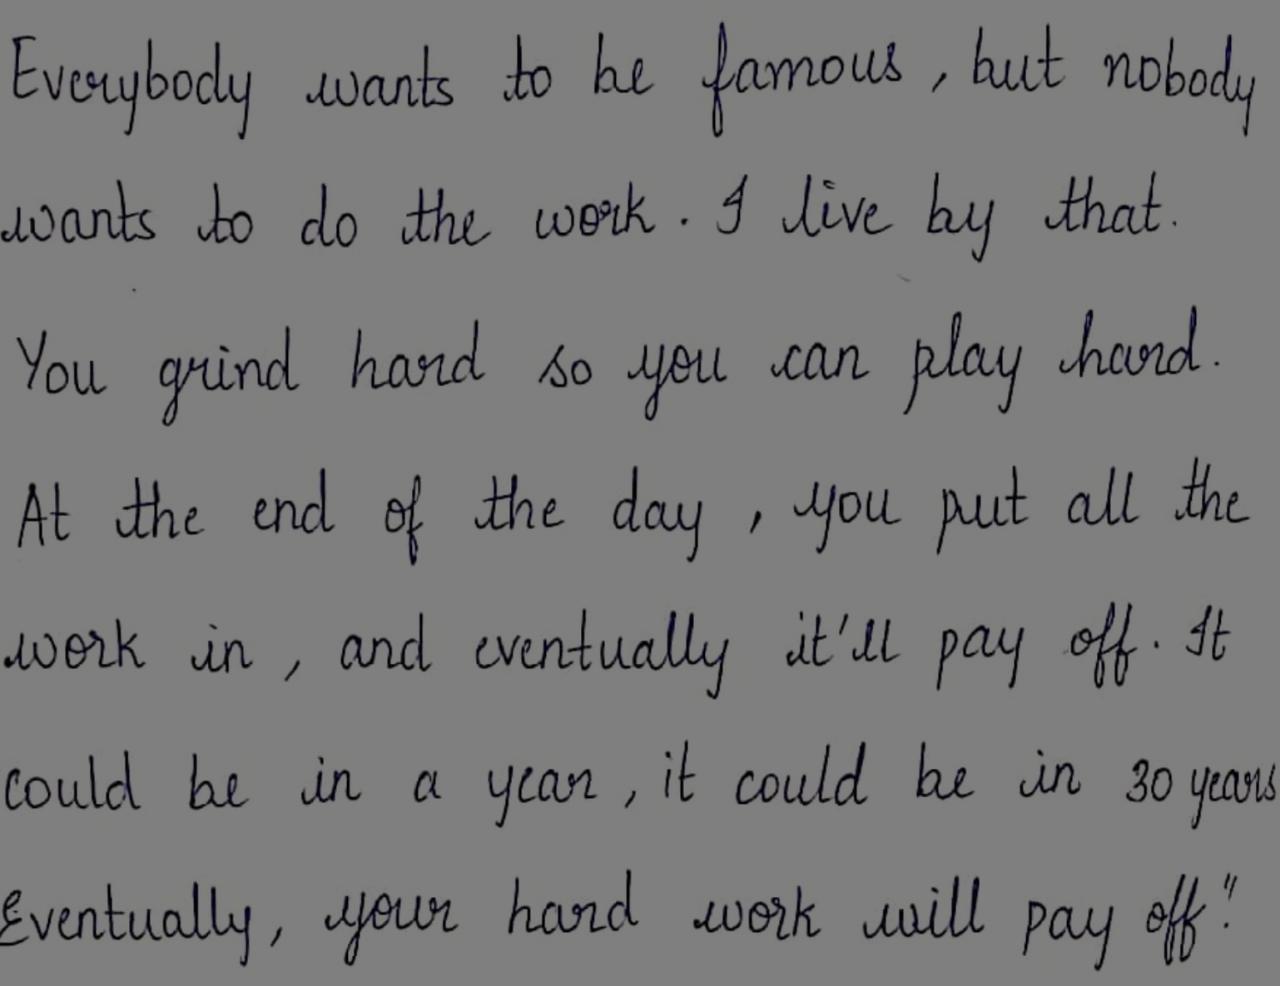 Everybody wants to be famous, but nobody
wants to do the work. I live by that.
You grind hard so you can play hard.
At the end of the day, you put all the
work in, and eventually it'll pay off. It
could be in a year, it could be in 30 years
Eventually, your hard work will pay off."